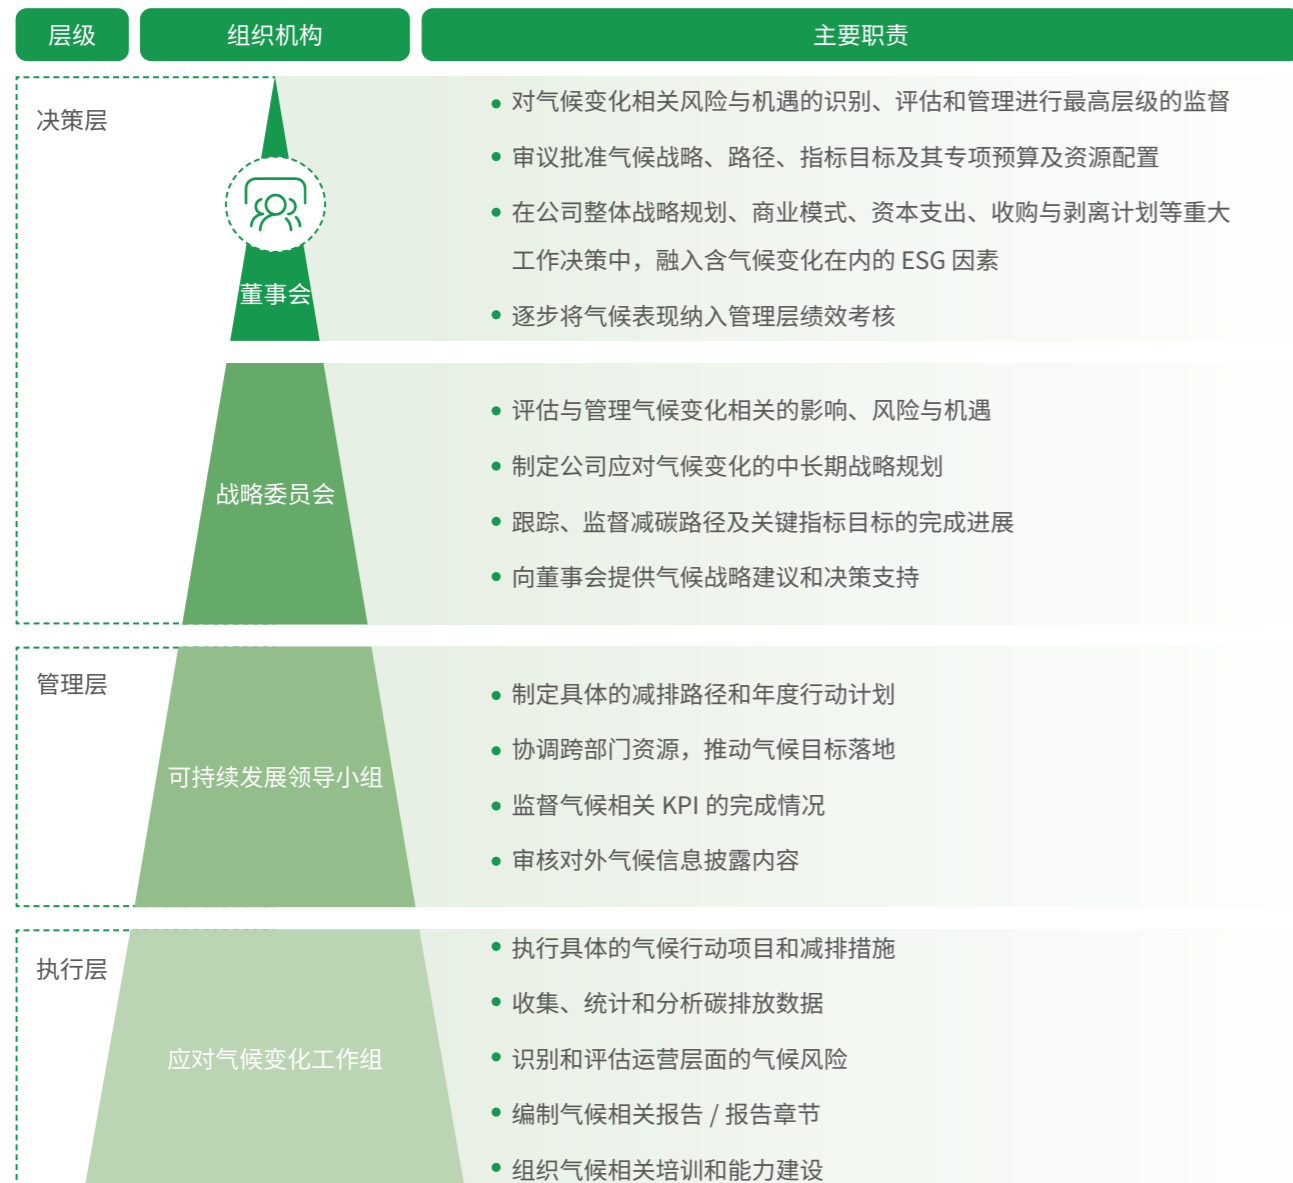 层级
组织机构
主要职责
决策层
董事会
对气候变化相关风险与机遇的识别、评估和管理进行最高层级的监督
审议批准气候战略、路径、指标目标及其专项预算及资源配置
在公司整体战略规划、商业模式、资本支出、收购与剥离计划等重大
工作决策中，融入含气候变化在内的 ESG 因素
逐步将气候表现纳入管理层绩效考核
战略委员会
评估与管理气候变化相关的影响、风险与机遇
制定公司应对气候变化的中长期战略规划
跟踪、监督减碳路径及关键指标目标的完成进展
向董事会提供气候战略建议和决策支持
管理层
可持续发展领导小组
制定具体的减排路径和年度行动计划
协调跨部门资源，推动气候目标落地
监督气候相关 KPI 的完成情况
审核对外气候信息披露内容
执行层
应对气候变化工作组
执行具体的气候行动项目和减排措施
收集、统计和分析碳排放数据
识别和评估运营层面的气候风险
编制气候相关报告 / 报告章节
组织气候相关培训和能力建设